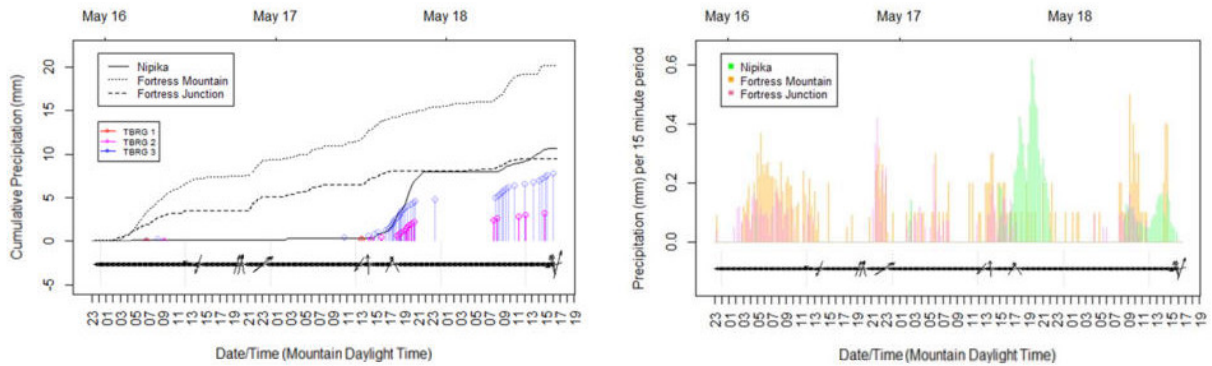 May 16 May 17 May 18
Cumulative Precipitation (mm)
20
15
10
5
0
-5
Nipika
Fortress Mountain
Fortress Junction
TBRG 1
TBRG 2
TBRG 3
23 01 03 05 07 09 11 13 15 17 19 21 23 01 03 05 07 09 11 13 15 17 19 21 23 01 03 05 07 09 11 13 15 17 19
Date/Time (Mountain Daylight Time)
May 16 May 17 May 18
Precipitation (mm) per 15 minute period
0.6
0.4
0.2
0.0
Nipika
Fortress Mountain
Fortress Junction
23 01 03 05 07 09 11 13 15 17 19 21 23 01 03 05 07 09 11 13 15 17 19 21 23 01 03 05 07 09 11 13 15 17 19
Date/Time (Mountain Daylight Time)